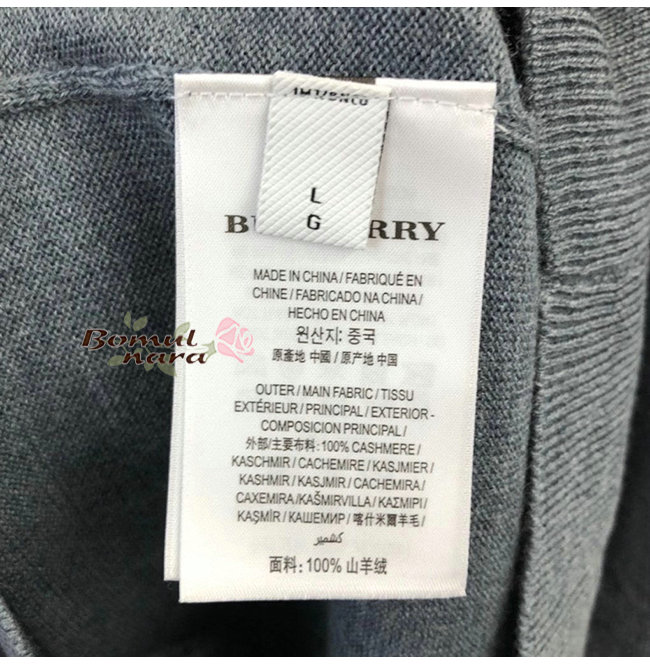 L
G
MADE IN CHINA / FABRIQUÉ EN
CHINE / FABRICADO NA CHINA /
HECHO EN CHINA
원산지: 중국
原產地 中國 / 原产地 中国
Bomul
nara
OUTER / MAIN FABRIC / TISSU
EXTÉRIEUR / PRINCIPAL / EXTERIOR -
COMPOSICION PRINCIPAL /
外部/主要布料: 100% CASHMERE /
KASCHMIR / CACHEMIRE / KASJMIER /
KASHMIR / KASJMIR / CACHEMIRA /
CAXEMIRA /KAŠMIRVILLA / ΚΑΣΜΙΡΙ /
KAŞMİR / КАШЕМИР / 喀什米爾羊毛 /
كشمير
面料: 100% 山羊绒